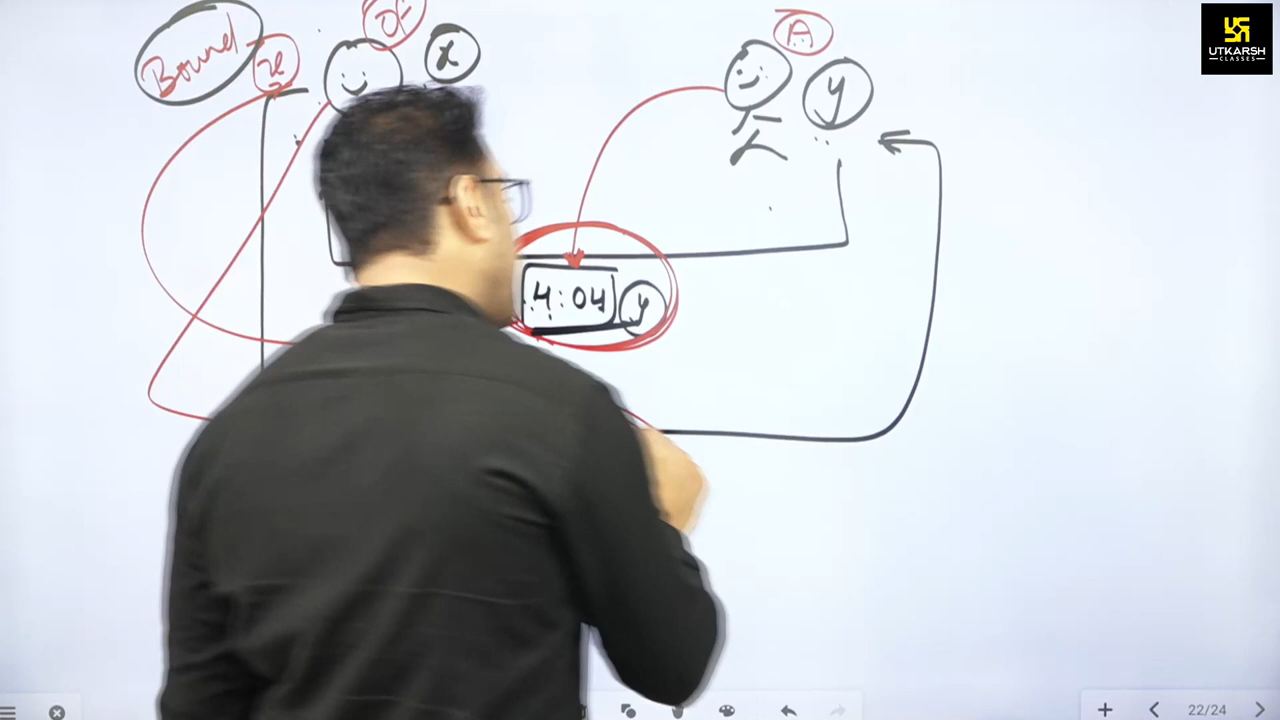 Bound
of
x
A
y
4:04 y
UTKARSH
CLASSES
22/24